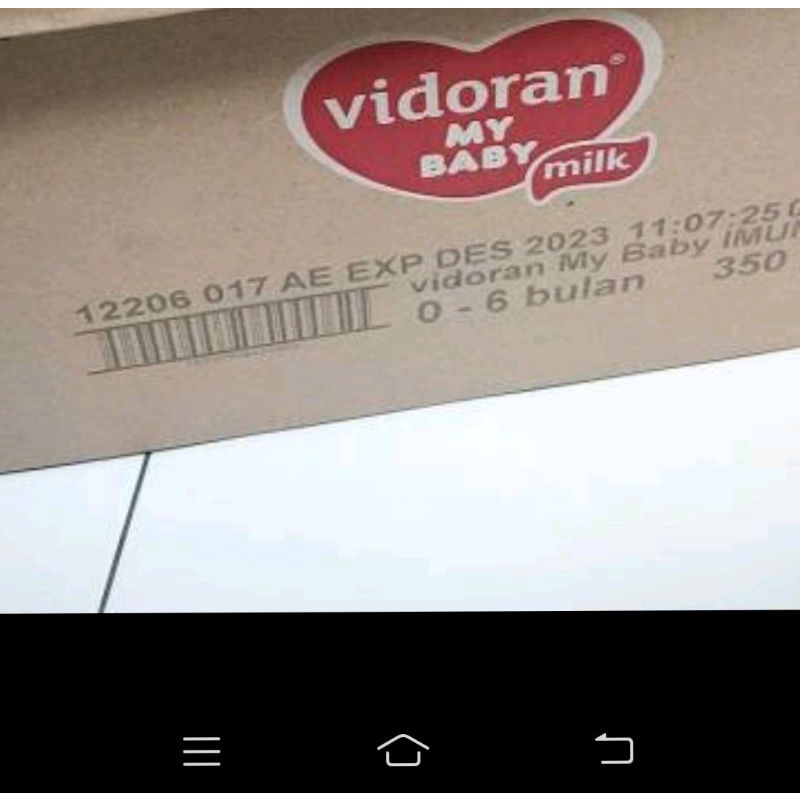 vidoran®
MY
BABY
milk
12206 017 AE EXP DES 2023 11:07:25
vidoran My Baby
0 - 6 bulan 350